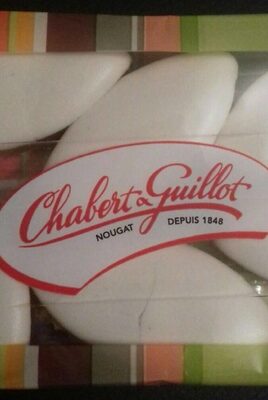 Chabert & Guillot
NOUGAT DEPUIS 1848